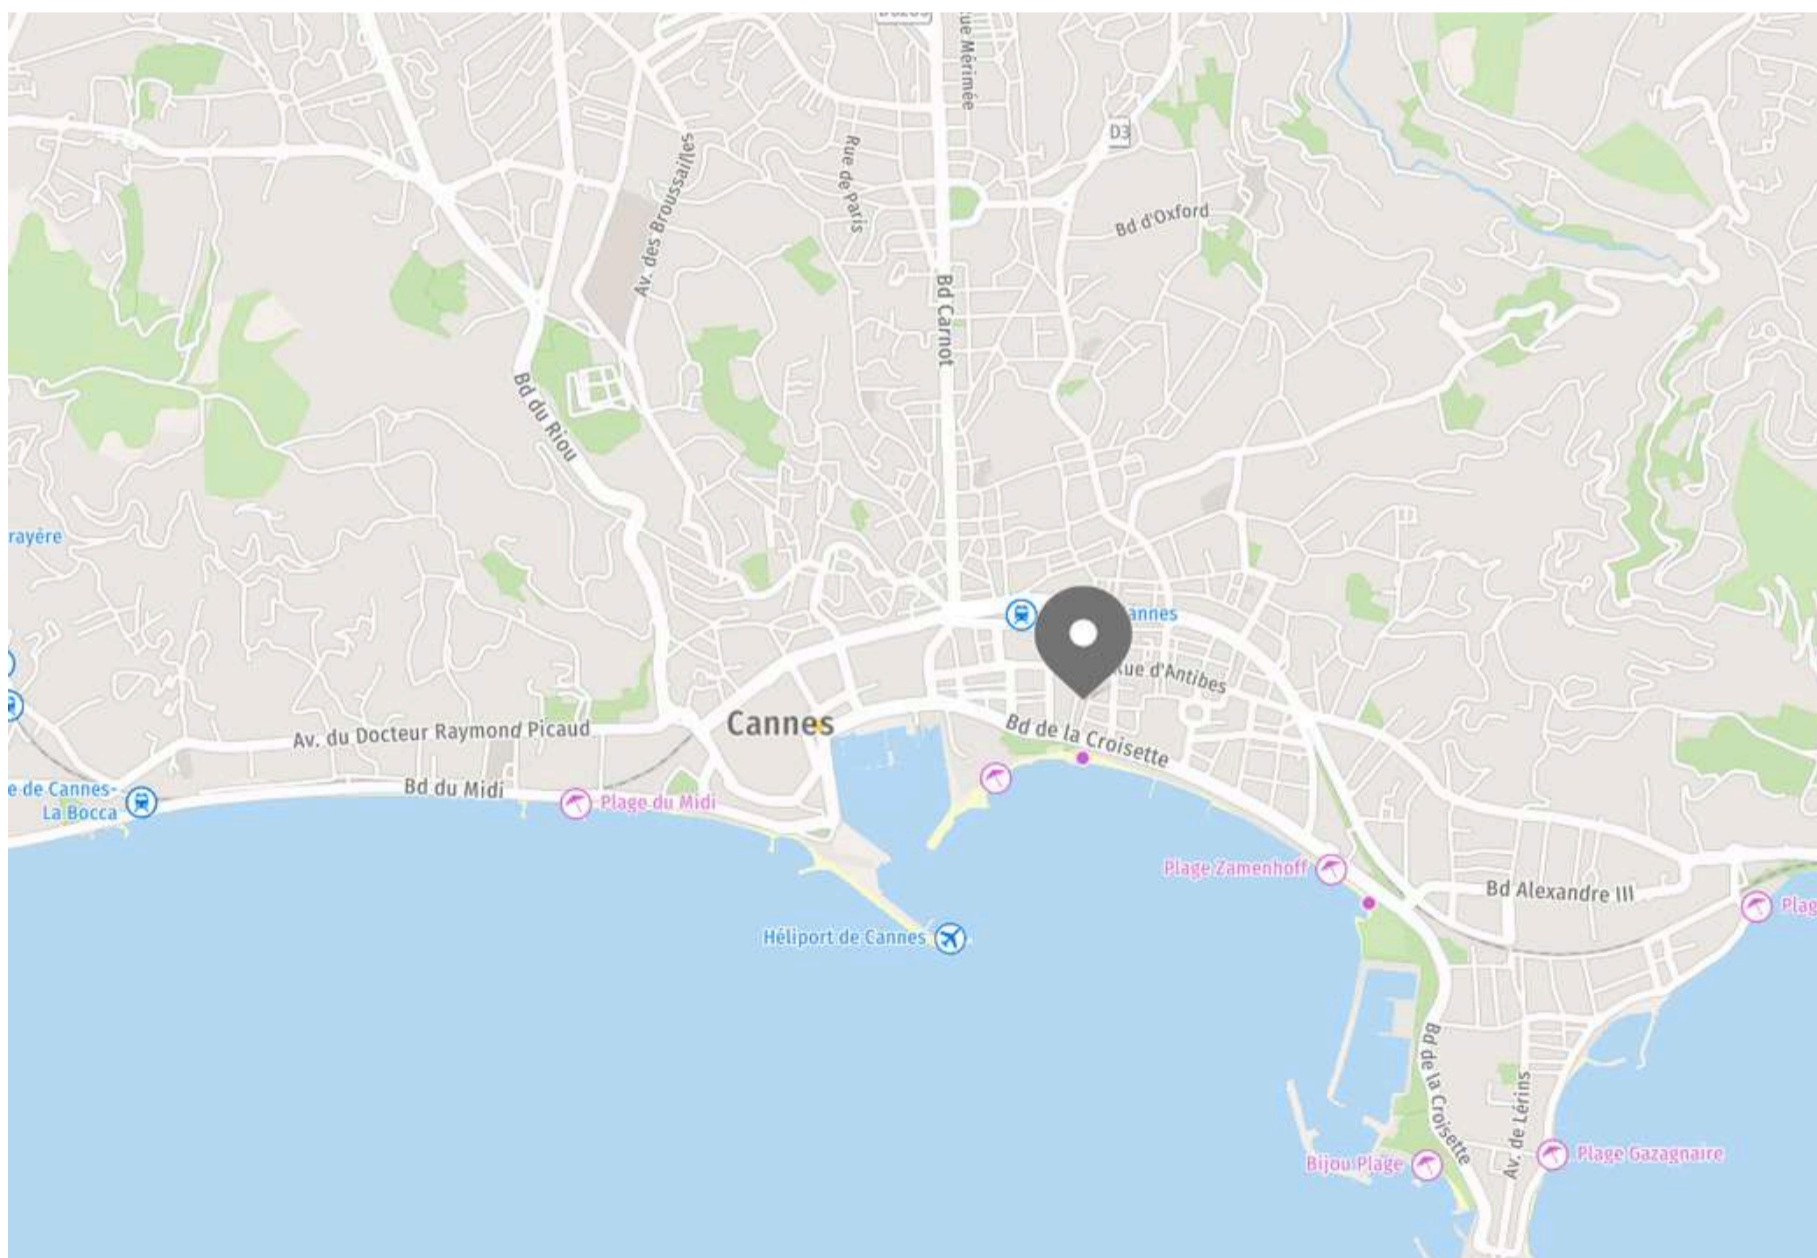 Rue Mérimée
D3
Av. des Broussailles
Rue de Paris
Bd d'Oxford
Bd Carnot
Bd du Riou
rayère
annes
Rue d'Antibes
Cannes
Av. du Docteur Raymond Picaud
Bd de la Croisette
Bd du Midi
e de Cannes-
La Bocca
Plage du Midi
Plage Zamenhoff
Bd Alexandre III
Plag
Héliport de Cannes
Bd de la Croisette
Av. de Lérins
Bijou Plage
Plage Gazagnaire